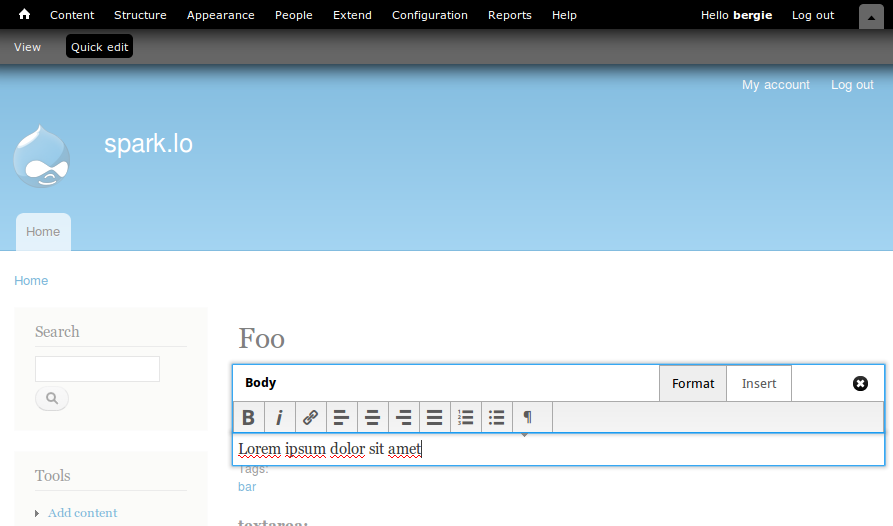 Content Structure Appearance People Extend Configuration Reports Help Hello bergie Log out
View Quick edit
My account Log out
spark.lo
Home
Home
Search
Foo
Body Format Insert
B i ¶
Lorem ipsum dolor sit amet
Tags:
bar
Tools
Add content
textarea: